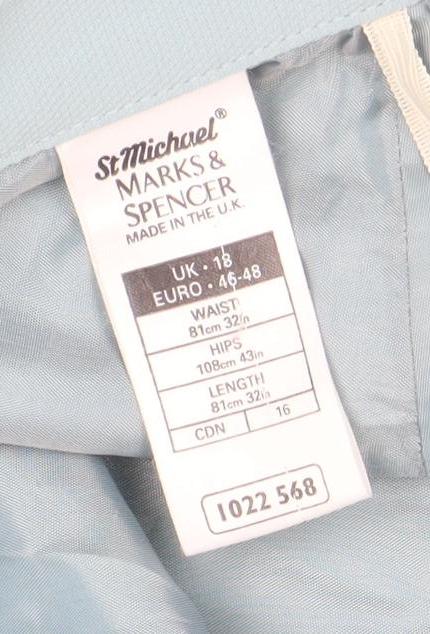 St Michael®
MARKS &
SPENCER
MADE IN THE U.K.
UK • 18
EURO • 46-48
WAIST
81cm 32in
HIPS
108cm 43in
LENGTH
81cm 32in
CDN 16
1022 568